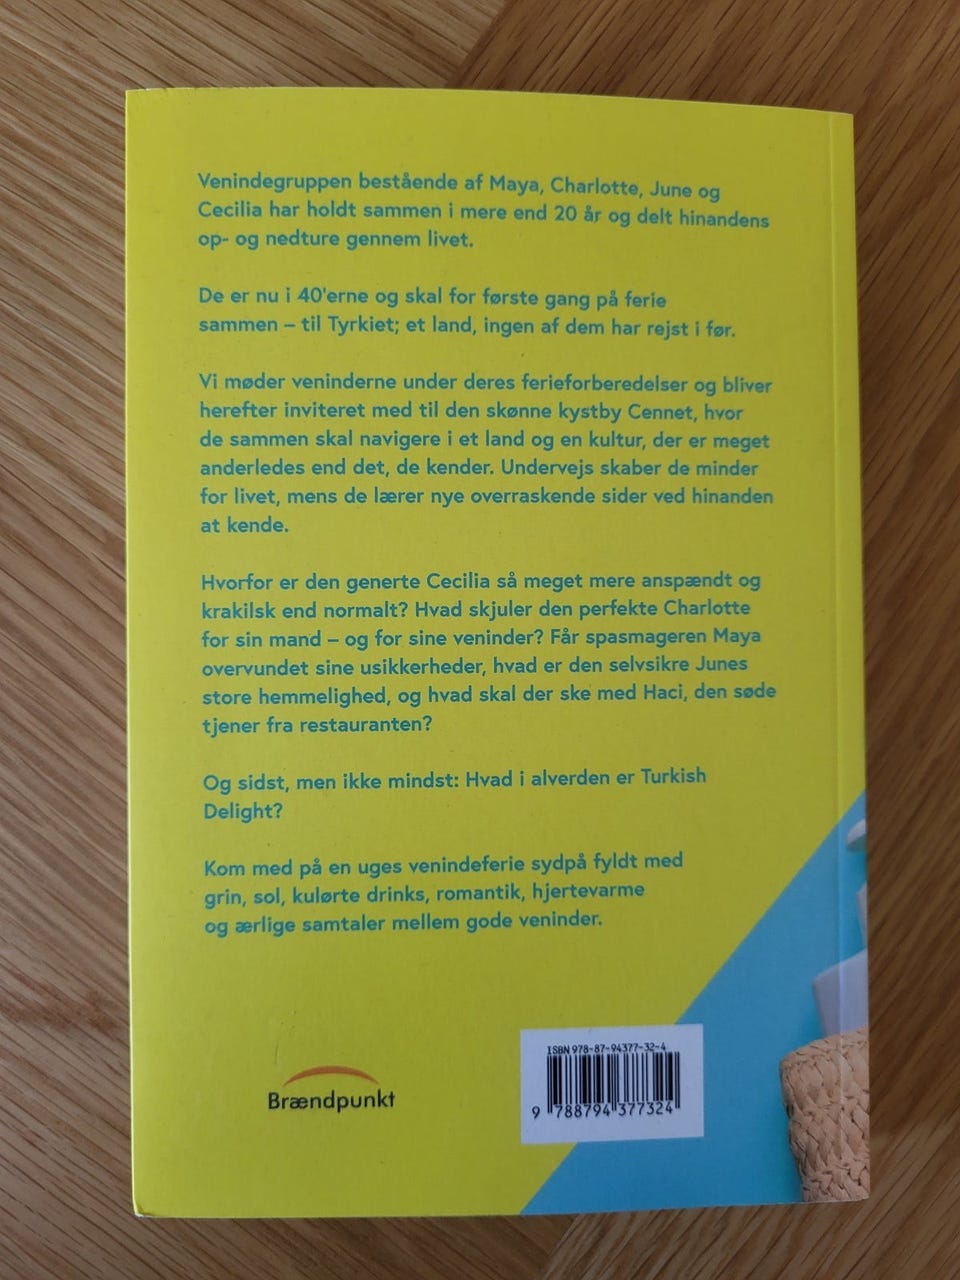 Venindegruppen bestående af Maya, Charlotte, June og
Cecilia har holdt sammen i mere end 20 år og delt hinandens
op- og nedture gennem livet.
De er nu i 40'erne og skal for første gang på ferie
sammen – til Tyrkiet; et land, ingen af dem har rejst i før.
Vi møder veninderne under deres ferieforberedelser og bliver
herefter inviteret med til den skønne kystby Cennet, hvor
de sammen skal navigere i et land og en kultur, der er meget
anderledes end det, de kender. Undervejs skaber de minder
for livet, mens de lærer nye overraskende sider ved hinanden
at kende.
Hvorfor er den generte Cecilia så meget mere anspændt og
krakilsk end normalt? Hvad skjuler den perfekte Charlotte
for sin mand – og for sine veninder? Får spasmageren Maya
overvundet sine usikkerheder, hvad er den selvsikre Junes
store hemmelighed, og hvad skal der ske med Haci, den søde
tjener fra restauranten?
Og sidst, men ikke mindst: Hvad i alverden er Turkish
Delight?
Kom med på en uges venindeferie sydpå fyldt med
grin, sol, kulørte drinks, romantik, hjertevarme
og ærlige samtaler mellem gode veninder.
Brændpunkt
ISBN 978-87-94377-32-4
9 788794 377324